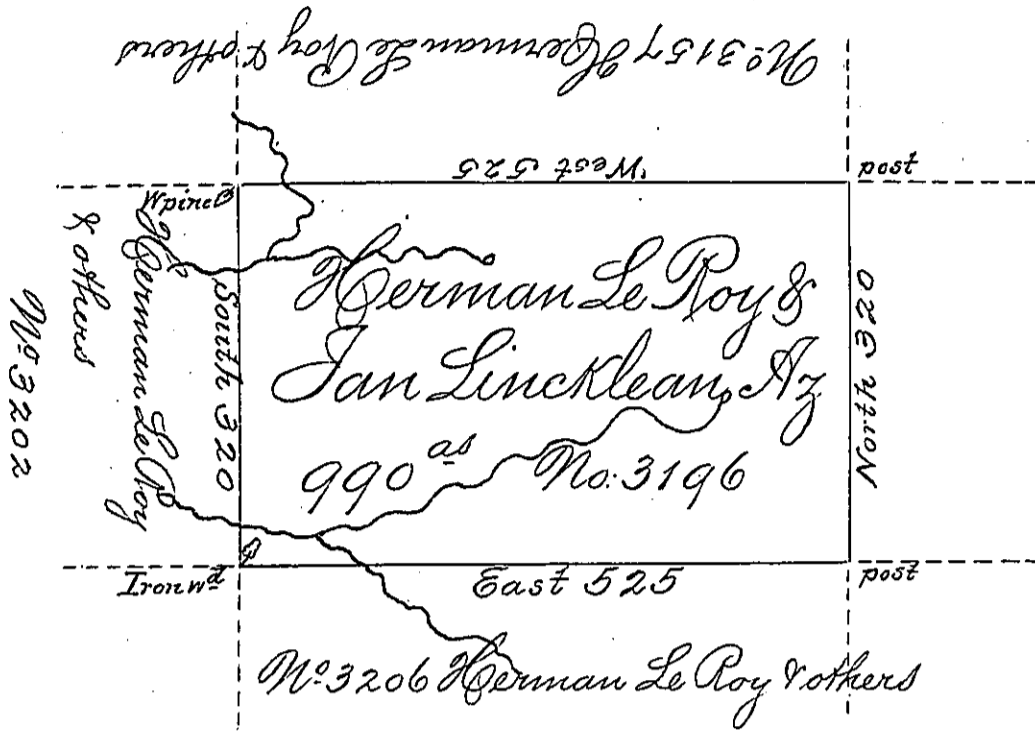 No. 3157 Herman Le Roy & others
West 525
post
W pine
Herman Le Roy &
Jan Lincklean, Az
990 as No: 3196
South 320
Herman Le Roy
& others
No. 3202
North 320
Iron wd
East 525
post
No. 3206 Herman Le Roy & others